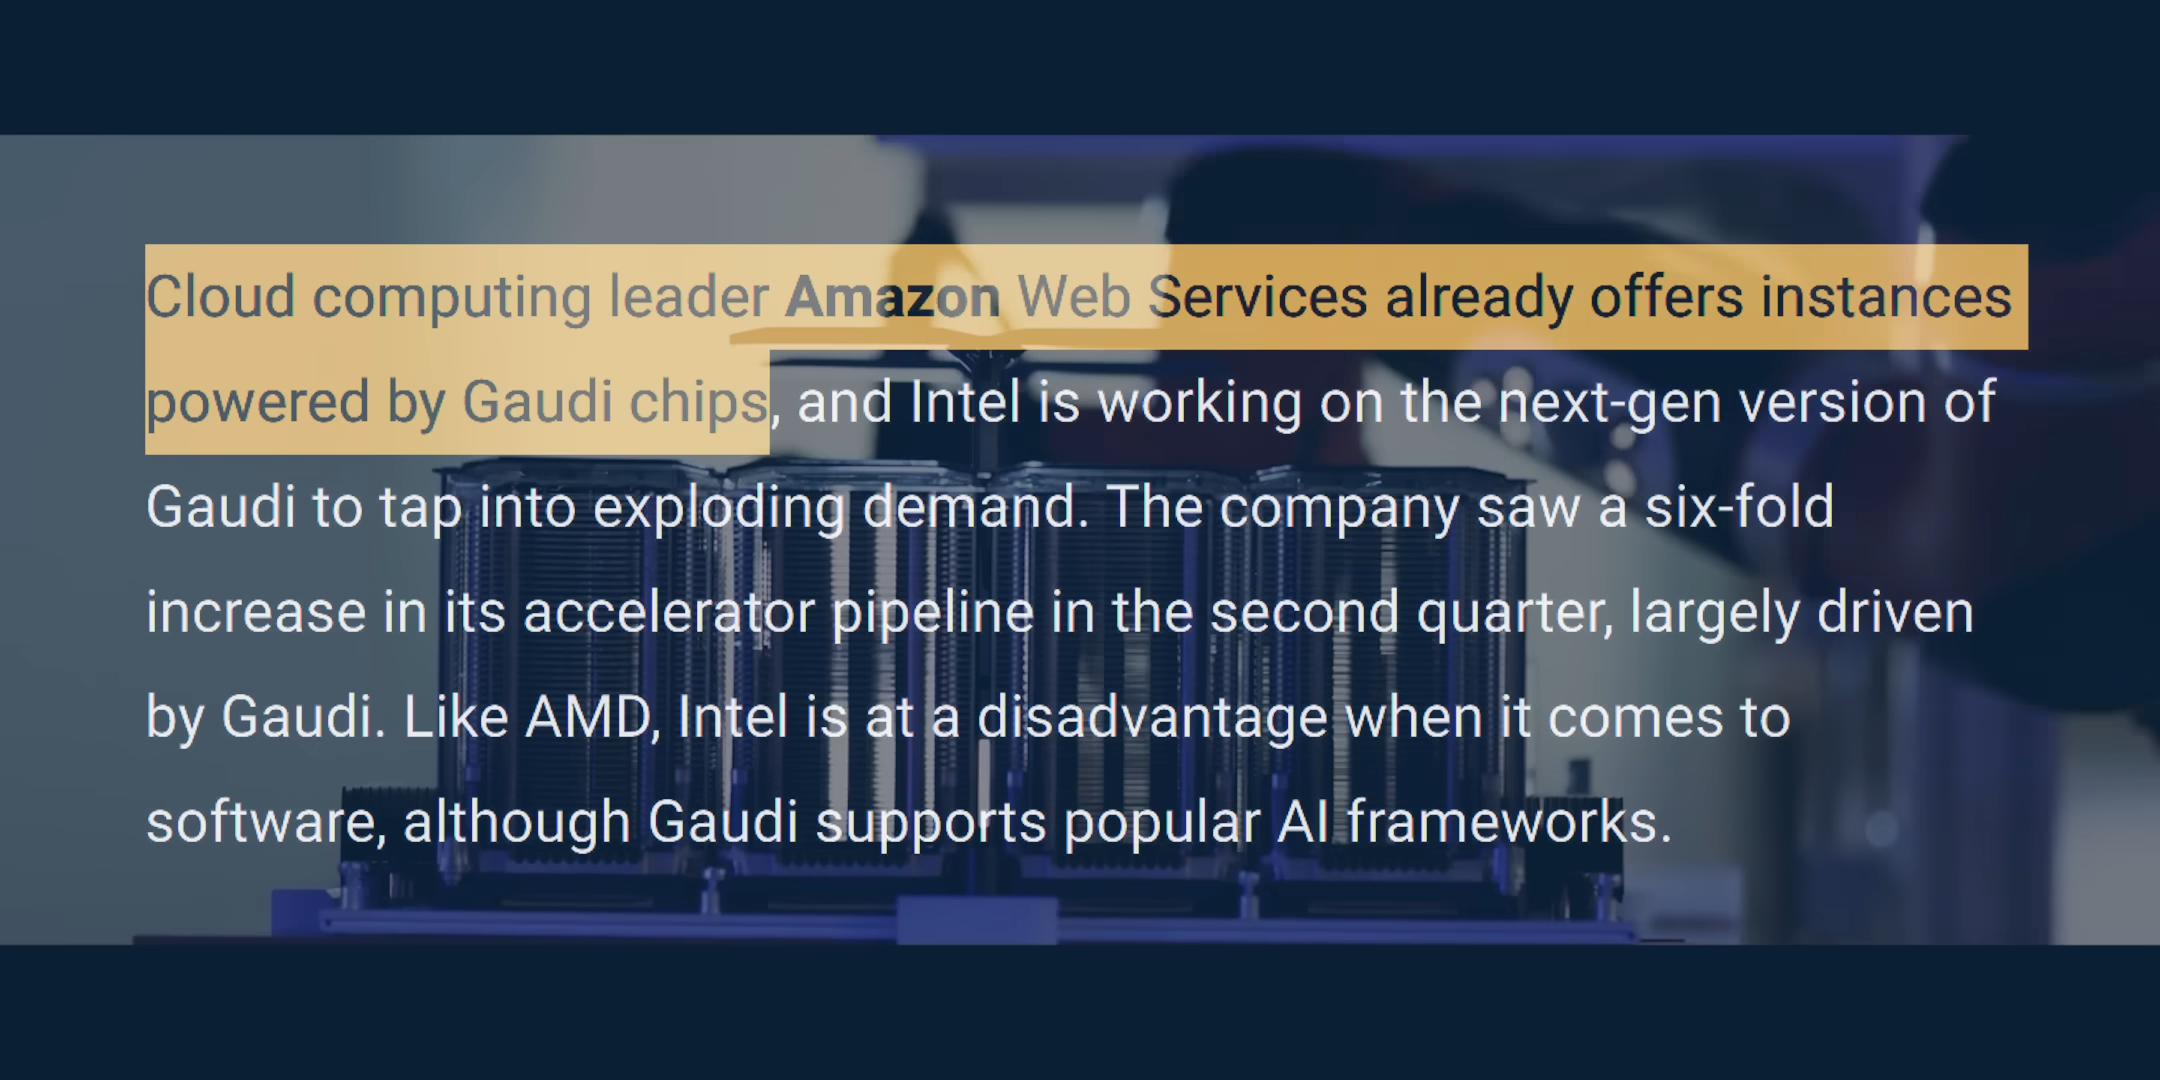 Cloud computing leader Amazon Web Services already offers instances
powered by Gaudi chips, and Intel is working on the next-gen version of
Gaudi to tap into exploding demand. The company saw a six-fold
increase in its accelerator pipeline in the second quarter, largely driven
by Gaudi. Like AMD, Intel is at a disadvantage when it comes to
software, although Gaudi supports popular AI frameworks.